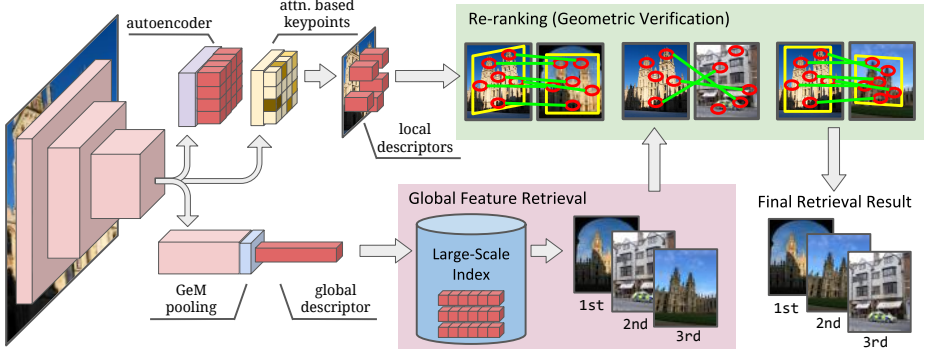 autoencoder
attn. based
keypoints
Re-ranking (Geometric Verification)
local
descriptors
Global Feature Retrieval
Large-Scale
Index
GeM
pooling
global
descriptor
1st
2nd
3rd
Final Retrieval Result
1st
2nd
3rd